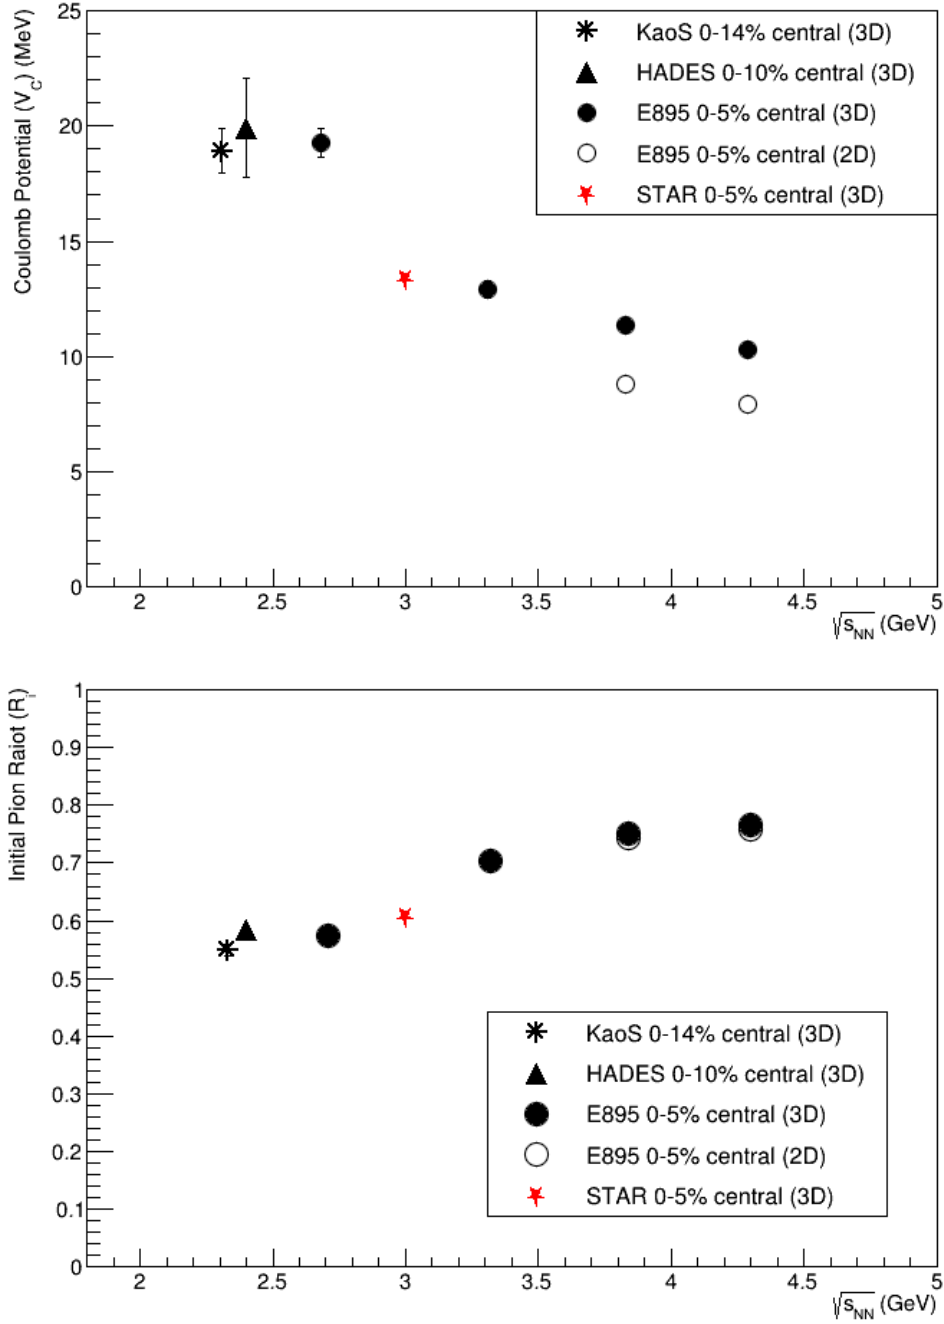 Coulomb Potential (V_C) (MeV)
25
20
15
10
5
0
KaoS 0-14% central (3D)
HADES 0-10% central (3D)
E895 0-5% central (3D)
E895 0-5% central (2D)
STAR 0-5% central (3D)
2 2.5 3 3.5 4 4.5 5
√s_NN (GeV)
Initial Pion Raiot (R_i)
1
0.9
0.8
0.7
0.6
0.5
0.4
0.3
0.2
0.1
0
KaoS 0-14% central (3D)
HADES 0-10% central (3D)
E895 0-5% central (3D)
E895 0-5% central (2D)
STAR 0-5% central (3D)
2 2.5 3 3.5 4 4.5 5
√s_NN (GeV)